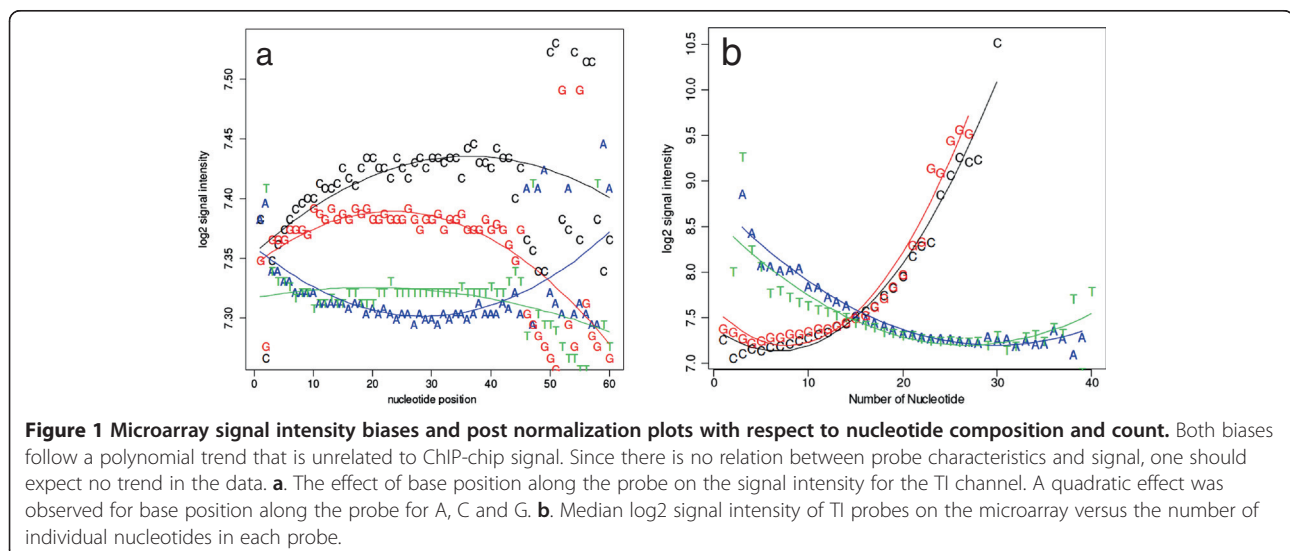 a
7.50
7.45
7.40
7.35
7.30
log2 signal intensity
0 10 20 30 40 50 60
nucleotide position
b
10.5
10.0
9.5
9.0
8.5
8.0
7.5
7.0
log2 signal intensity
0 10 20 30 40
Number of Nucleotide
Figure 1 Microarray signal intensity biases and post normalization plots with respect to nucleotide composition and count. Both biases
follow a polynomial trend that is unrelated to ChIP-chip signal. Since there is no relation between probe characteristics and signal, one should
expect no trend in the data. a. The effect of base position along the probe on the signal intensity for the TI channel. A quadratic effect was
observed for base position along the probe for A, C and G. b. Median log2 signal intensity of TI probes on the microarray versus the number of
individual nucleotides in each probe.